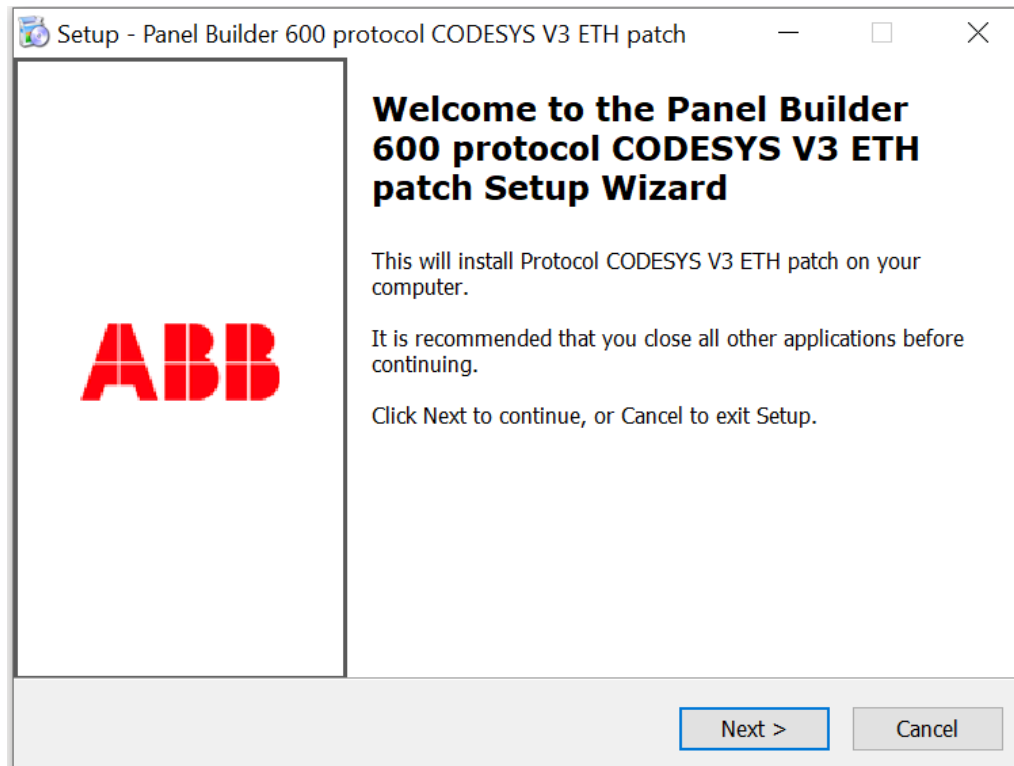 Setup - Panel Builder 600 protocol CODESYS V3 ETH patch
Welcome to the Panel Builder
600 protocol CODESYS V3 ETH
patch Setup Wizard
This will install Protocol CODESYS V3 ETH patch on your
computer.
It is recommended that you close all other applications before
continuing.
Click Next to continue, or Cancel to exit Setup.
ABB
Next >
Cancel